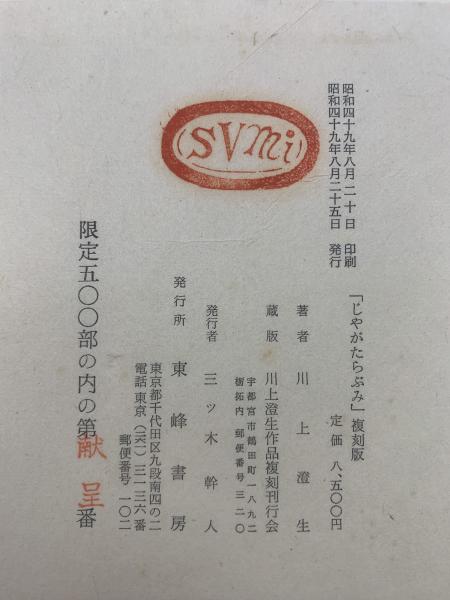 昭和四十九年八月二十日 印刷
昭和四十九年八月二十五日 発行
「じやがたらぶみ」複刻版
定価 八、五〇〇円
著者 川上澄生
蔵版 川上澄生作品複刻刊行会
宇都宮市鶴田町一八九二
栃拓内 郵便番号三二〇
発行者 三ツ木幹人
発行所 東峰書房
東京都千代田区九段南四の二
電話東京(二六一)三一三六番
郵便番号 一〇二
限定五〇〇部の内の第献呈番
SVMi